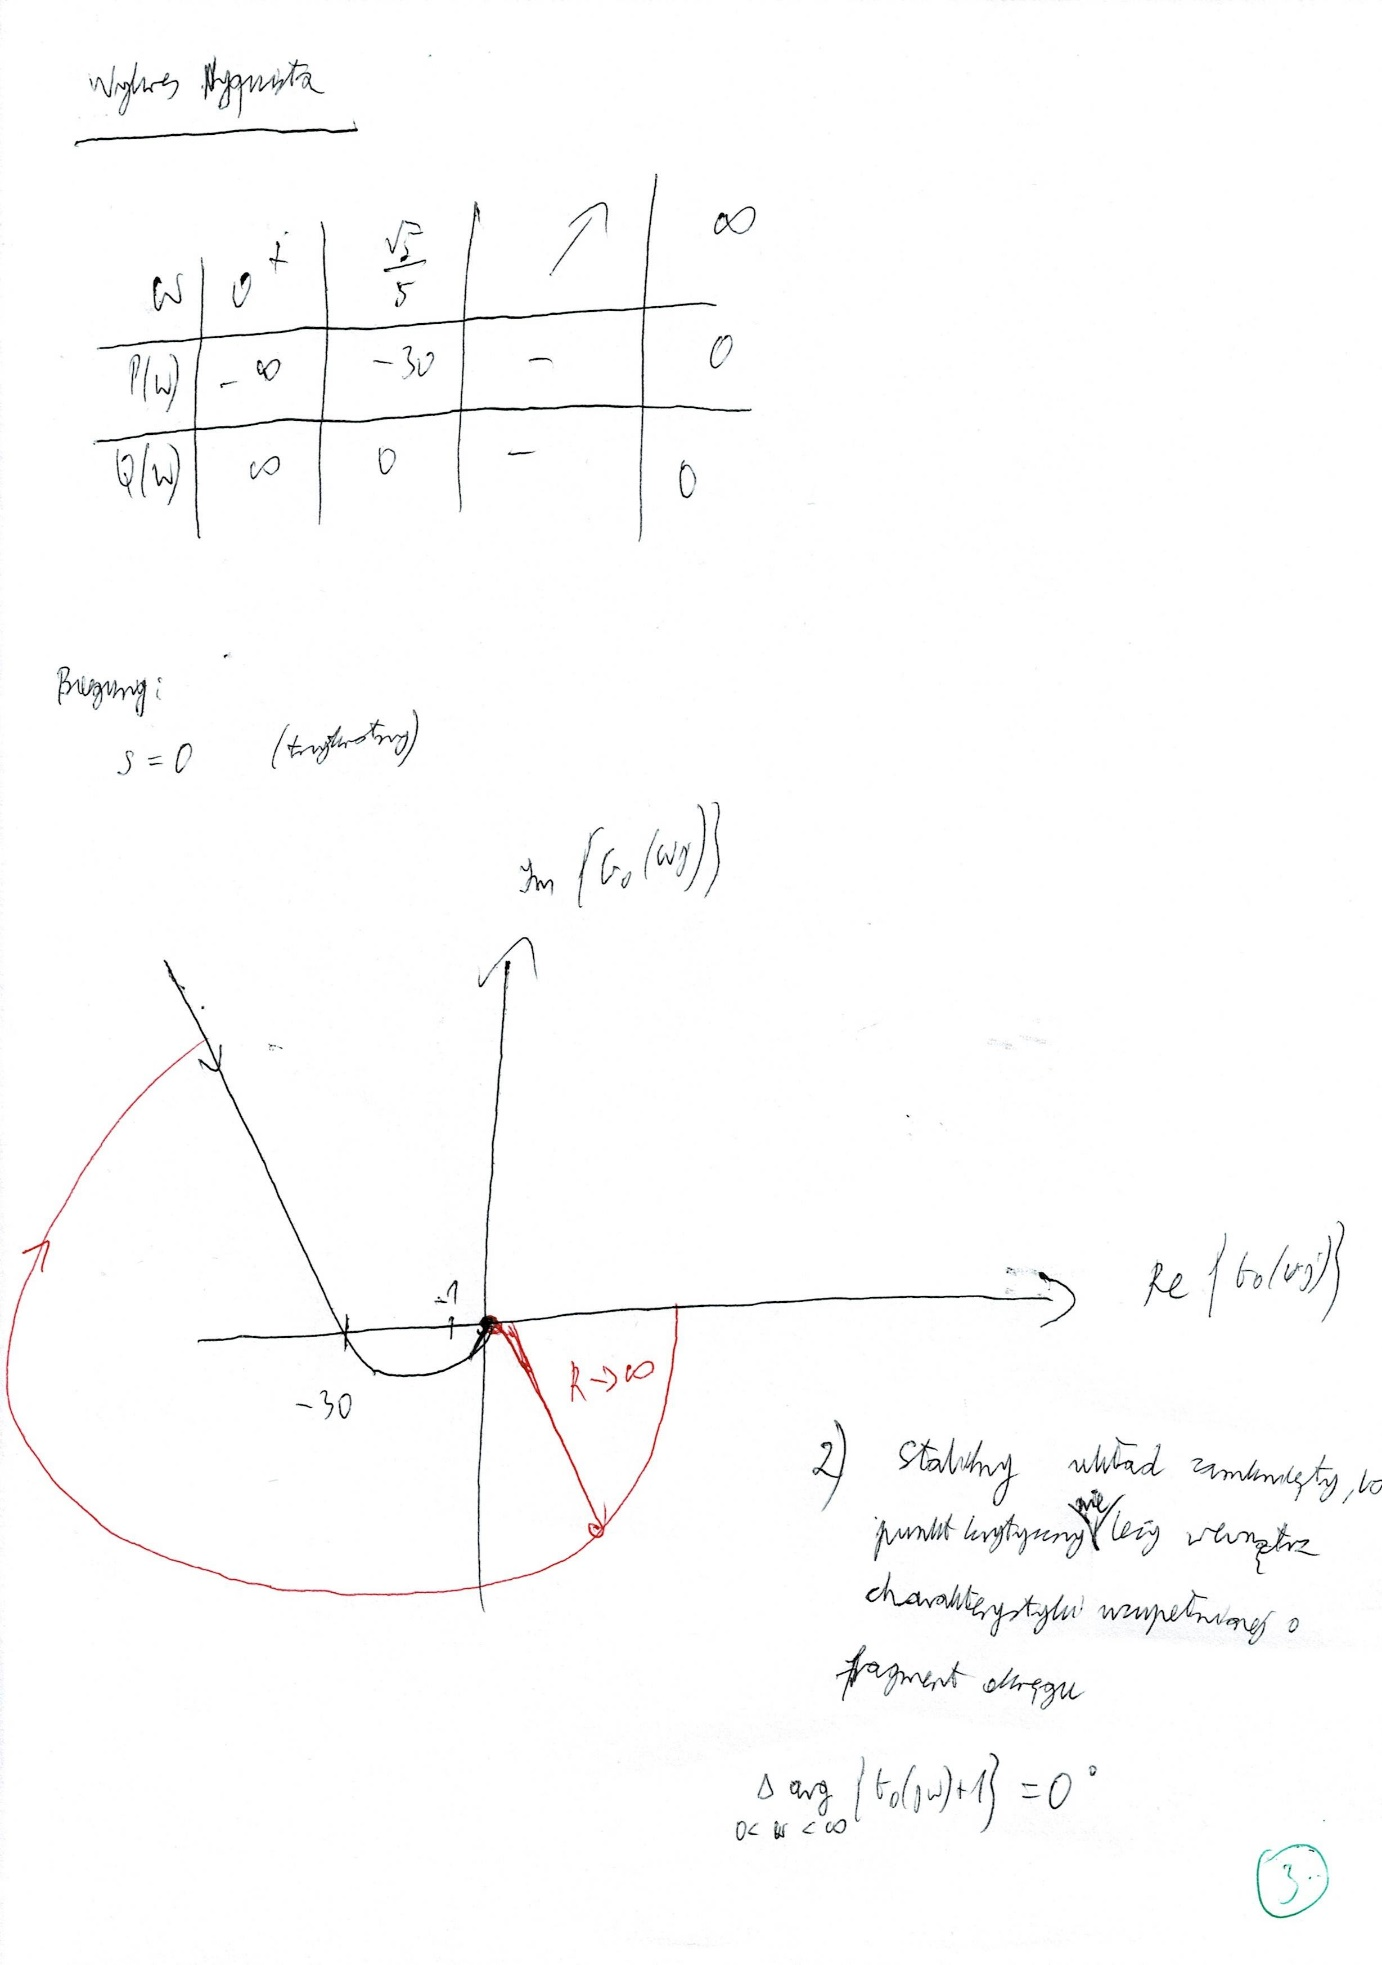 Wykres Nyquista
ω | 0⁺ | √5/5 | ↗ | ∞
P(ω) | -∞ | -30 | - | 0
Q(ω) | ∞ | 0 | - | 0
Bieguny:
s = 0 (trzykrotny)
Im {G₀(ωj)}
-1
Re {G₀(ωj)}
R→∞
-30
2) Stabilny układ zamknięty, bo
punkt krytyczny nie leży wewnątrz
charakterystyki uzupełnionej o
fragment okręgu
Δ arg {G₀(jω)+1} = 0°
0< ω < ∞
3